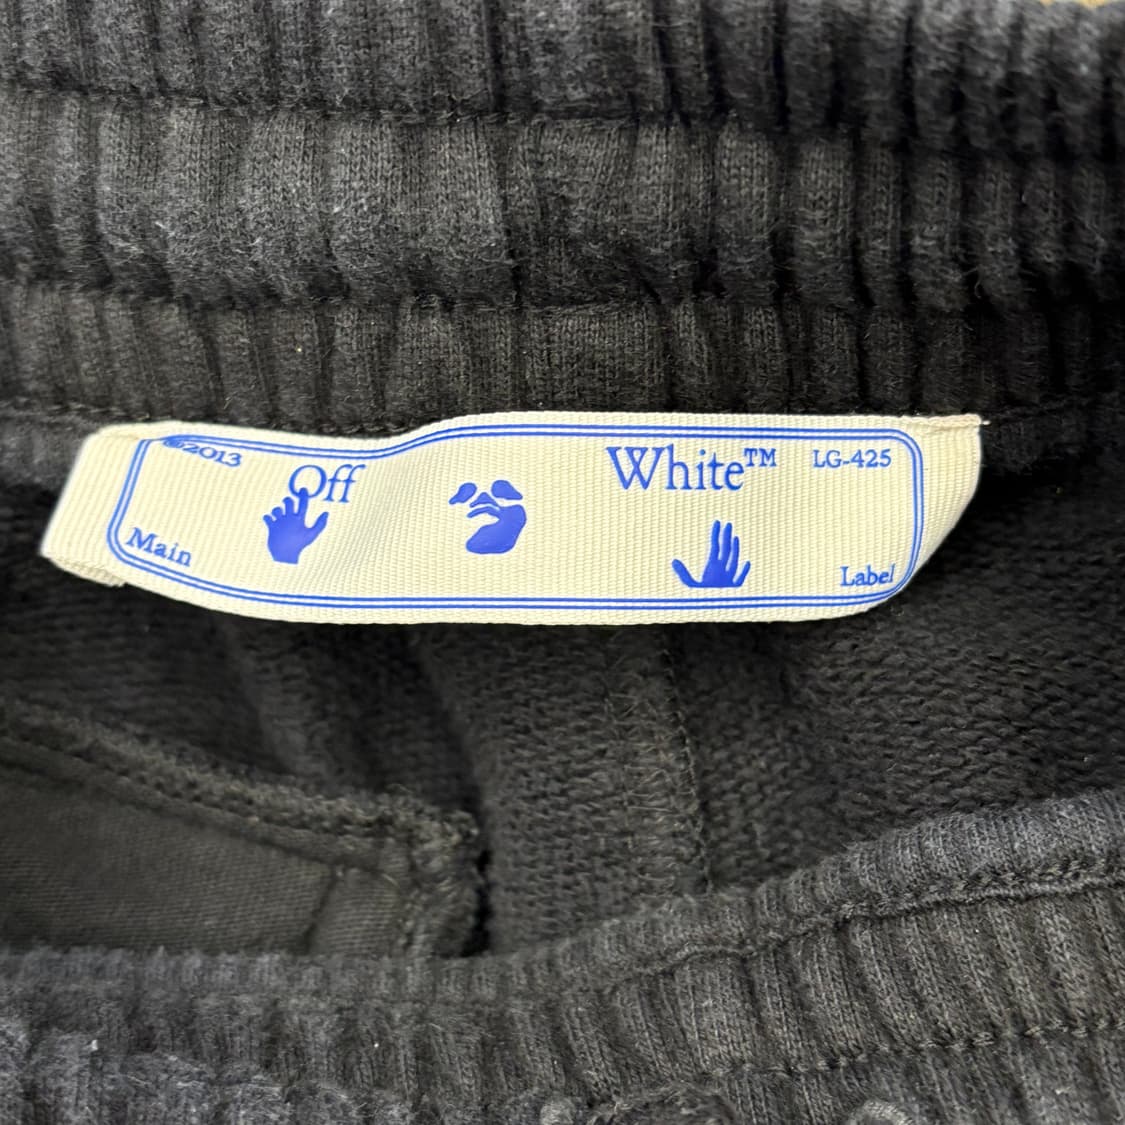 ©2013
Off
White™
LG-425
Main
Label